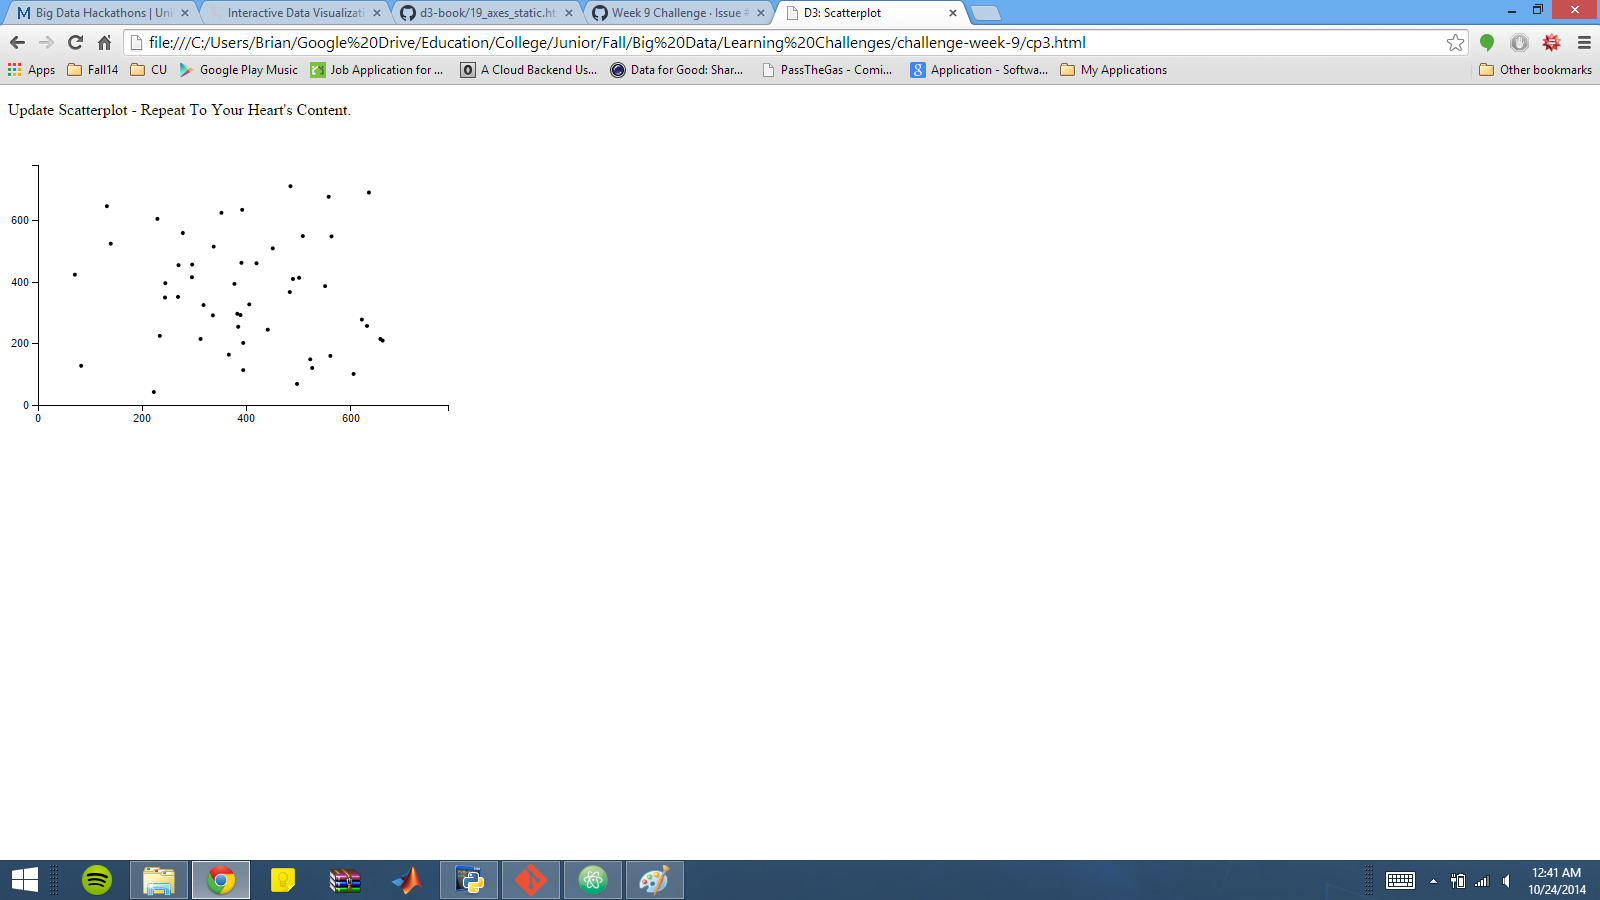 Big Data Hackathons | Uni
Interactive Data Visualizati
d3-book/19_axes_static.ht
Week 9 Challenge · Issue #
D3: Scatterplot
file:///C:/Users/Brian/Google%20Drive/Education/College/Junior/Fall/Big%20Data/Learning%20Challenges/challenge-week-9/cp3.html
Apps Fall14 CU Google Play Music Job Application for ... A Cloud Backend Us... Data for Good: Shar... PassTheGas - Comi... Application - Softwa... My Applications Other bookmarks
Update Scatterplot - Repeat To Your Heart's Content.
600
400
200
0
0 200 400 600
12:41 AM
10/24/2014